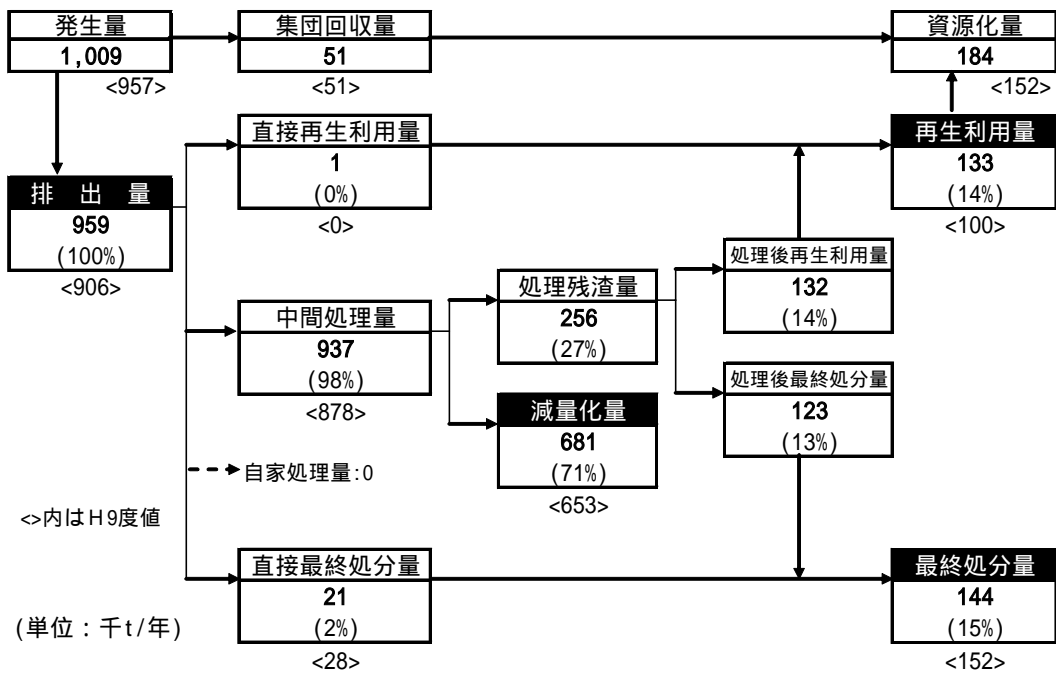 発生量
1,009
<957>
集団回収量
51
<51>
資源化量
184
<152>
直接再生利用量
1
(0%)
<0>
再生利用量
133
(14%)
<100>
排 出 量
959
(100%)
<906>
中間処理量
937
(98%)
<878>
処理残渣量
256
(27%)
処理後再生利用量
132
(14%)
減量化量
681
(71%)
<653>
処理後最終処分量
123
(13%)
自家処理量:0
<>内はH9度値
直接最終処分量
21
(2%)
<28>
最終処分量
144
(15%)
<152>
(単位：千t/年)